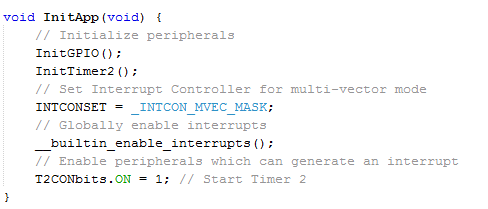 void InitApp(void) {
    // Initialize peripherals
    InitGPIO();
    InitTimer2();
    // Set Interrupt Controller for multi-vector mode
    INTCONSET = _INTCON_MVEC_MASK;
    // Globally enable interrupts
    __builtin_enable_interrupts();
    // Enable peripherals which can generate an interrupt
    T2CONbits.ON = 1; // Start Timer 2
}